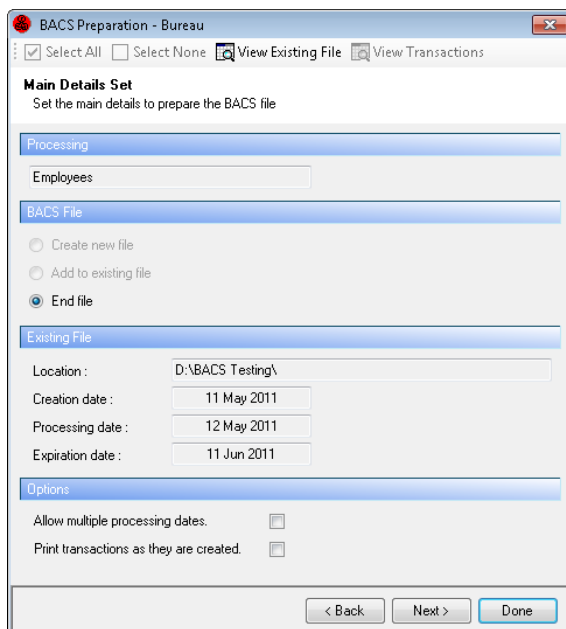 BACS Preparation - Bureau
Select All Select None View Existing File View Transactions
Main Details Set
Set the main details to prepare the BACS file
Processing
Employees
BACS File
Create new file
Add to existing file
End file
Existing File
Location : D:\BACS Testing\
Creation date : 11 May 2011
Processing date : 12 May 2011
Expiration date : 11 Jun 2011
Options
Allow multiple processing dates.
Print transactions as they are created.
< Back Next > Done